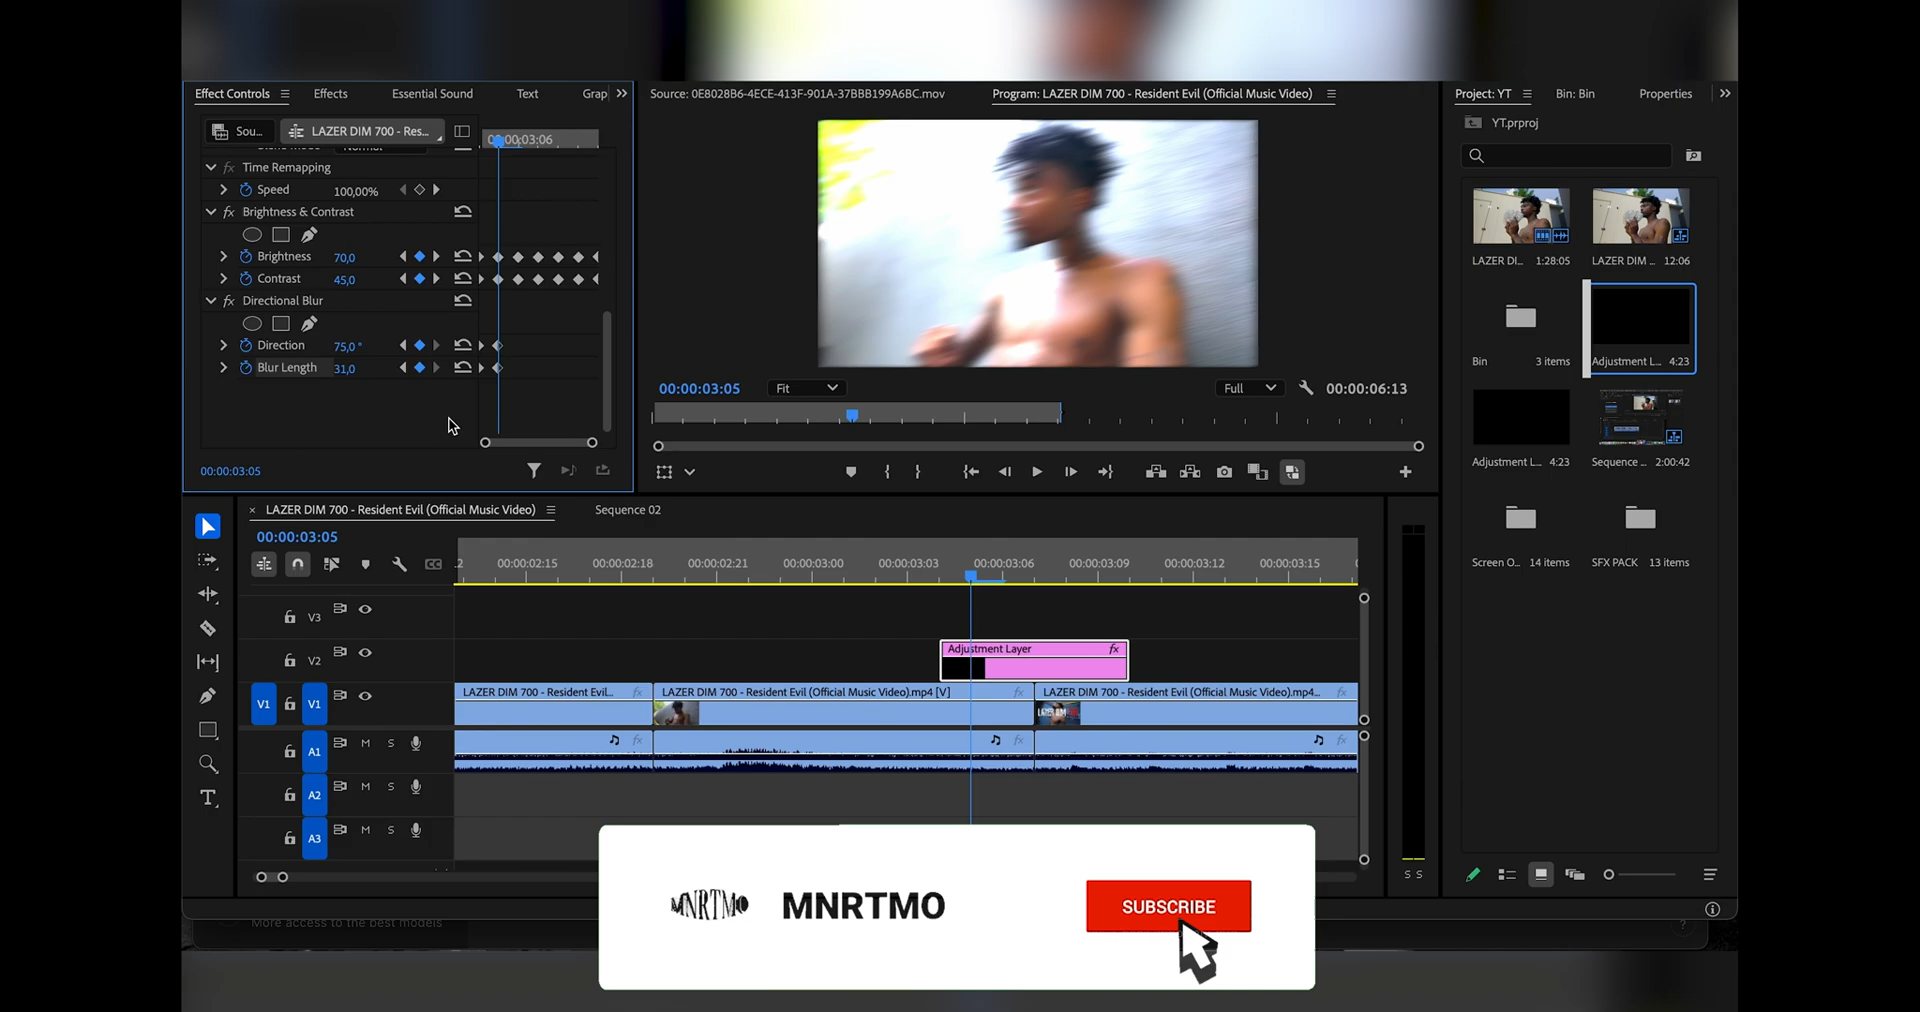 Effect Controls
Effects
Essential Sound
Text
Grap
Source: 0E8028B6-4ECE-413F-901A-37BBB199A6BC.mov
Program: LAZER DIM 700 - Resident Evil (Official Music Video)
Project: YT
Bin: Bin
Properties
Sou...
LAZER DIM 700 - Res...
00:00:03:06
YT.prproj
Time Remapping
Speed 100,00%
Brightness & Contrast
Brightness 70,0
Contrast 45,0
Directional Blur
Direction 75,0 °
Blur Length 31,0
00:00:03:05
00:00:03:05
Fit
Full
00:00:06:13
LAZER DI... 1:28:05
LAZER DIM ... 12:06
Bin 3 items
Adjustment L... 4:23
Adjustment L... 4:23
Sequence ... 2:00:42
Screen O... 14 items
SFX PACK 13 items
LAZER DIM 700 - Resident Evil (Official Music Video)
Sequence 02
00:00:03:05
:2 00:00:02:15 00:00:02:18 00:00:02:21 00:00:03:00 00:00:03:03 00:00:03:06 00:00:03:09 00:00:03:12 00:00:03:15
CC
V3
V2
Adjustment Layer fx
V1 V1
LAZER DIM 700 - Resident Evil... fx
LAZER DIM 700 - Resident Evil (Official Music Video).mp4 [V] fx
LAZER DIM 700 - Resident Evil (Official Music Video).mp4... fx
A1 M S
A2 M S
A3 M S
S S
More access to the best models
MNRTMO
MNRTMO
SUBSCRIBE